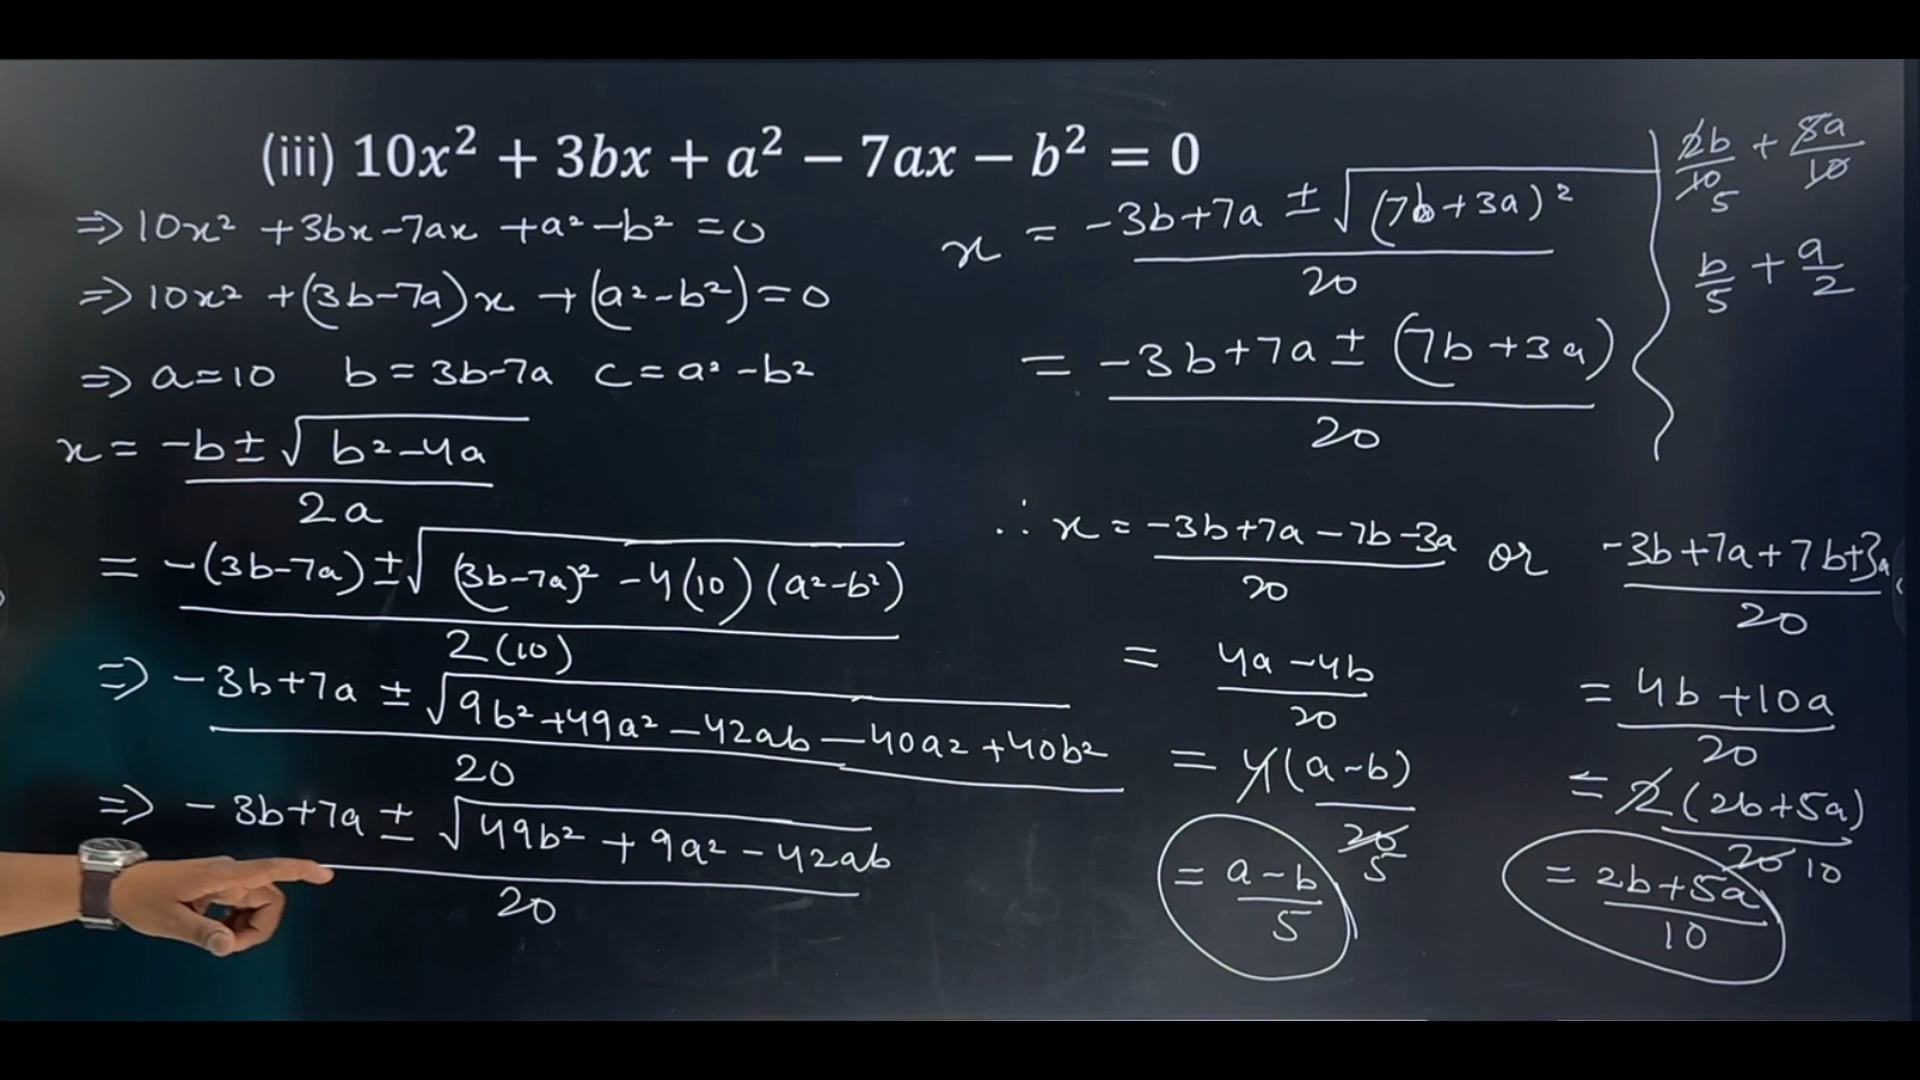 (iii) 10x² + 3bx + a² − 7ax − b² = 0
⇒ 10x² + 3bx − 7ax + a² − b² = 0
⇒ 10x² + (3b − 7a)x + (a² − b²) = 0
⇒ a = 10 b = 3b − 7a c = a² − b²
x = −b ± √(b² − 4a)
2a
= −(3b − 7a) ± √((3b − 7a)² − 4(10)(a² − b²))
2(10)
⇒ −3b + 7a ± √(9b² + 49a² − 42ab − 40a² + 40b²)
20
⇒ −3b + 7a ± √(49b² + 9a² − 42ab)
20
x = −3b + 7a ± √(7b + 3a)²
20
= −3b + 7a ± (7b + 3a)
20
∴ x = −3b + 7a − 7b − 3a or −3b + 7a + 7b + 3a
20 20
= 4a − 4b
20
= 4(a − b)
20
5
= a − b
5
= 4b + 10a
20
= 2(2b + 5a)
20 10
= 2b + 5a
10
2b + 5a
10 10
5
b + a
5 2